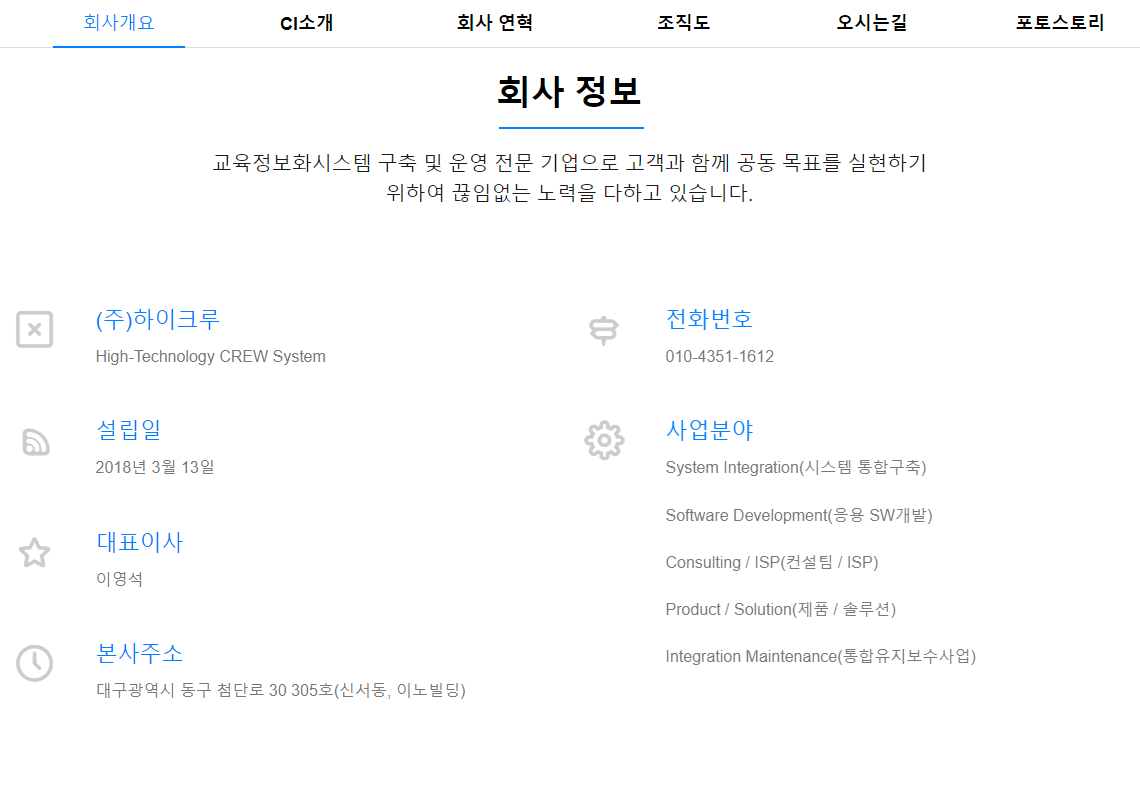 회사개요
CI소개
회사 연혁
조직도
오시는길
포토스토리
회사 정보
교육정보화시스템 구축 및 운영 전문 기업으로 고객과 함께 공동 목표를 실현하기
위하여 끊임없는 노력을 다하고 있습니다.
(주)하이크루
High-Technology CREW System
설립일
2018년 3월 13일
대표이사
이영석
본사주소
대구광역시 동구 첨단로 30 305호(신서동, 이노빌딩)
전화번호
010-4351-1612
사업분야
System Integration(시스템 통합구축)
Software Development(응용 SW개발)
Consulting / ISP(컨설팅 / ISP)
Product / Solution(제품 / 솔루션)
Integration Maintenance(통합유지보수사업)